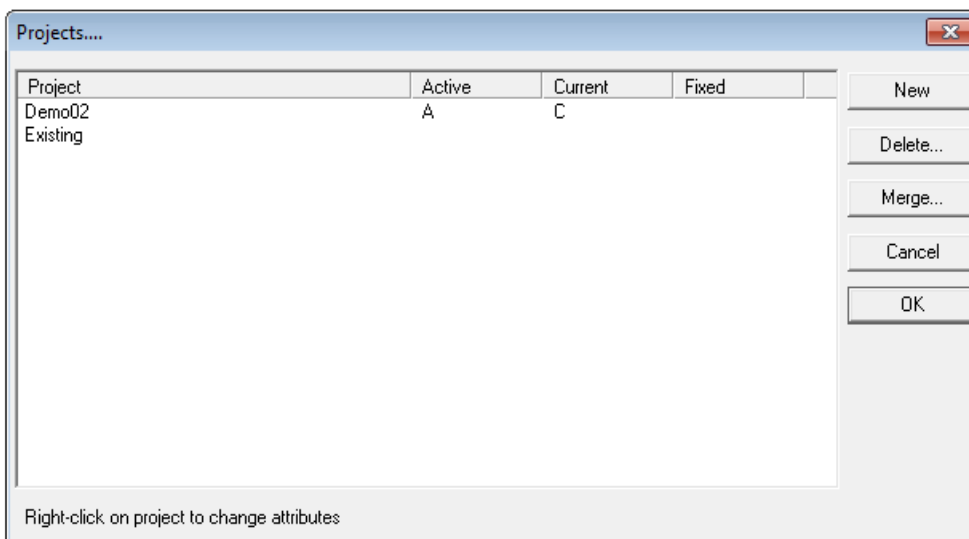 Projects....
Project Active Current Fixed
Demo02 A C
Existing
New
Delete...
Merge...
Cancel
OK
Right-click on project to change attributes